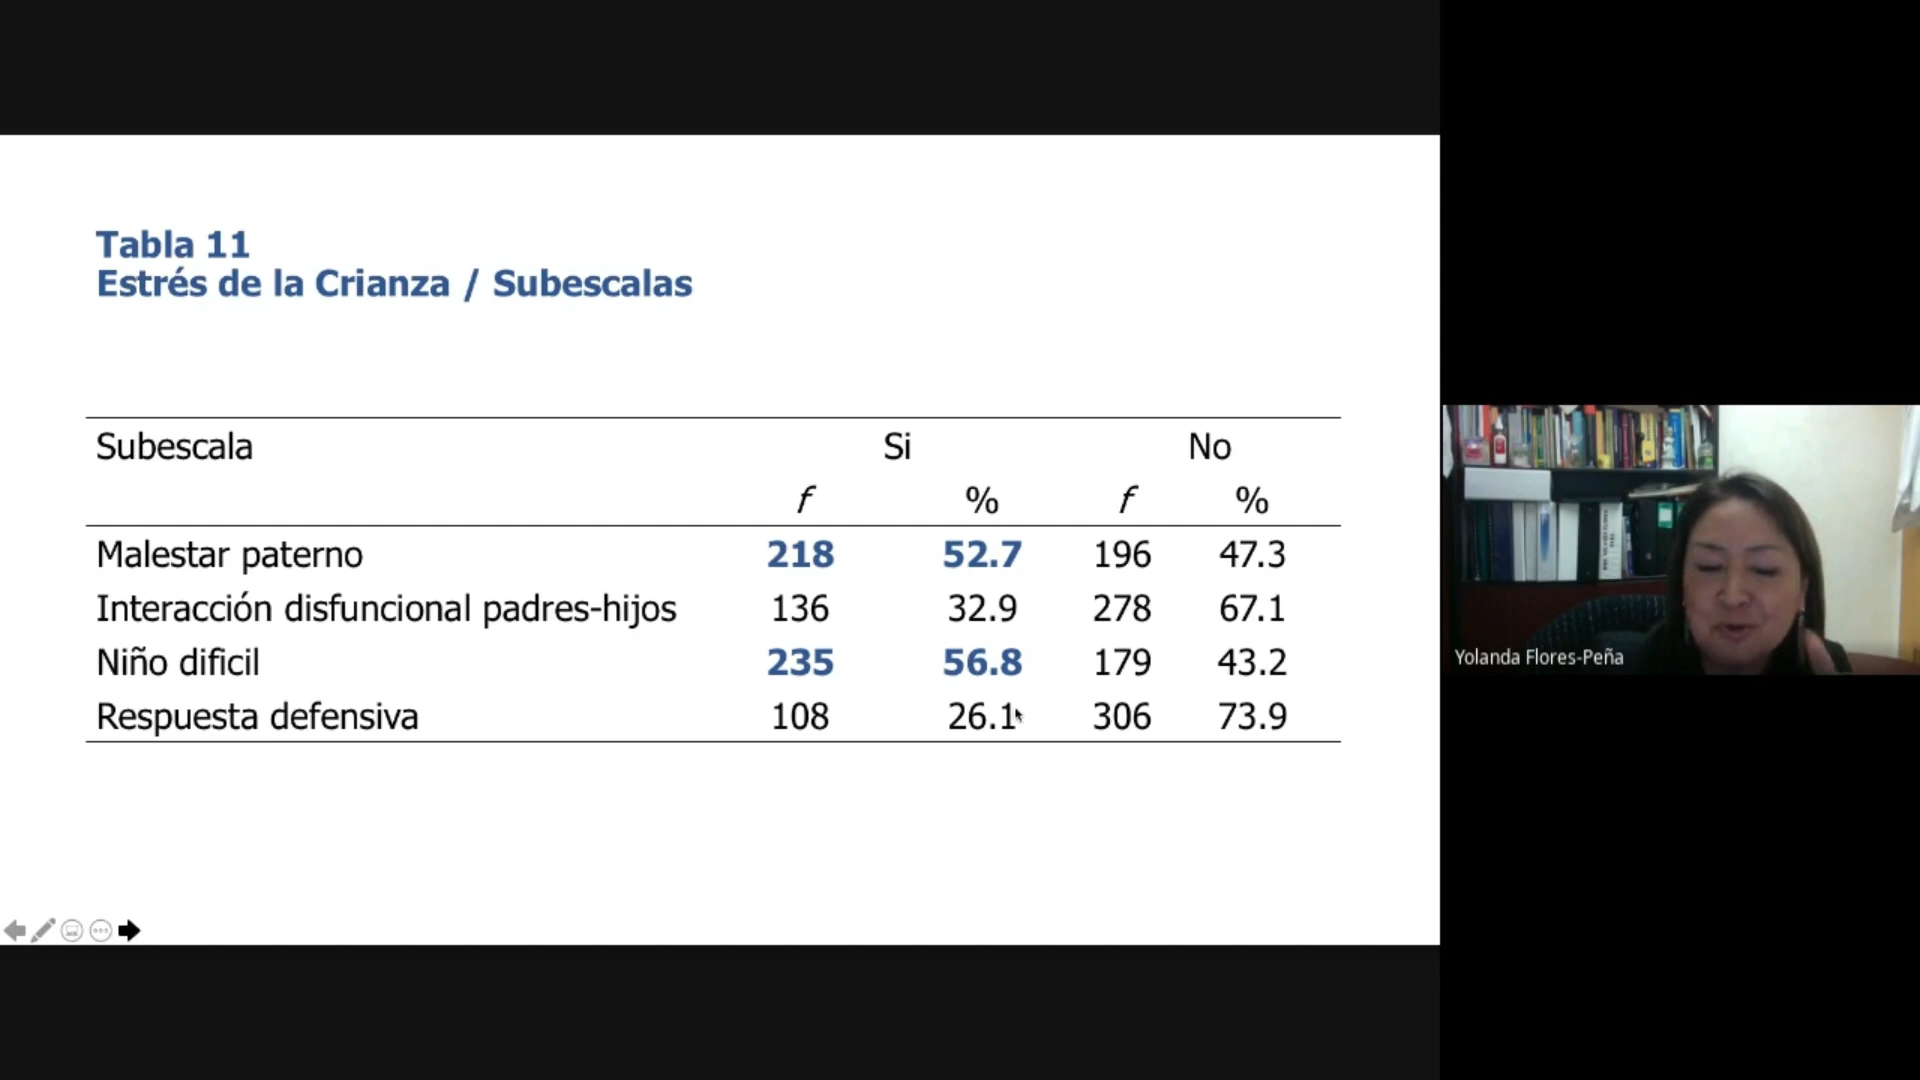 Tabla 11
Estrés de la Crianza / Subescalas
Subescala Si No
f % f %
Malestar paterno 218 52.7 196 47.3
Interacción disfuncional padres-hijos 136 32.9 278 67.1
Niño dificil 235 56.8 179 43.2
Respuesta defensiva 108 26.1 306 73.9
Yolanda Flores-Peña